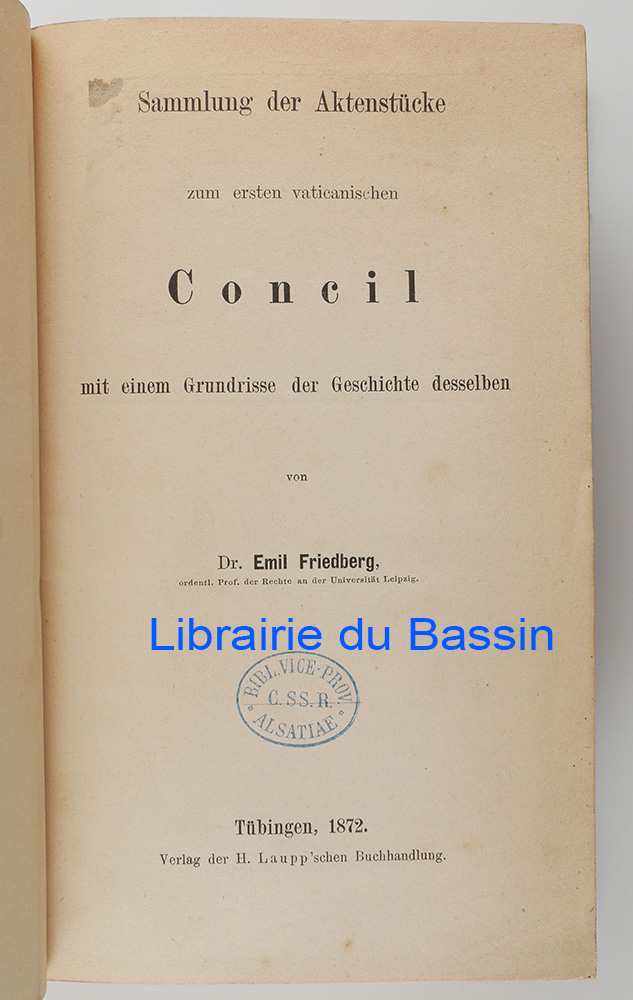 Sammlung der Aktenstücke
zum ersten vaticanischen
Concil
mit einem Grundrisse der Geschichte desselben
von
Dr. Emil Friedberg,
ordentl. Prof. der Rechte an der Universität Leipzig.
Librairie du Bassin
BIBL. VICE-PROV.
C. SS. R.
ALSATIAE
Tübingen, 1872.
Verlag der H. Laupp'schen Buchhandlung.